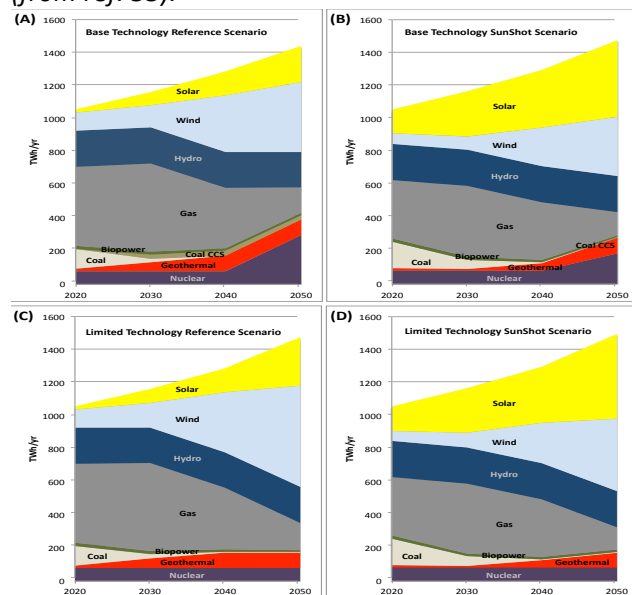 (from ref. 35).
(A)
Base Technology Reference Scenario
1600
1400
1200
1000
800
600
400
200
0
TWh/yr
Solar
Wind
Hydro
Gas
Biopower
Coal CCS
Coal
Geothermal
Nuclear
2020 2030 2040 2050
(B)
Base Technology SunShot Scenario
1600
1400
1200
1000
800
600
400
200
0
Solar
Wind
Hydro
Gas
Coal CCS
Biopower
Coal
Geothermal
Nuclear
2020 2030 2040 2050
(C)
Limited Technology Reference Scenario
1600
1400
1200
1000
800
600
400
200
0
TWh/yr
Solar
Wind
Hydro
Gas
Biopower
Coal
Geothermal
Nuclear
2020 2030 2040 2050
(D)
Limited Technology SunShot Scenario
1600
1400
1200
1000
800
600
400
200
0
Solar
Wind
Hydro
Gas
Biopower
Coal
Geothermal
Nuclear
2020 2030 2040 2050